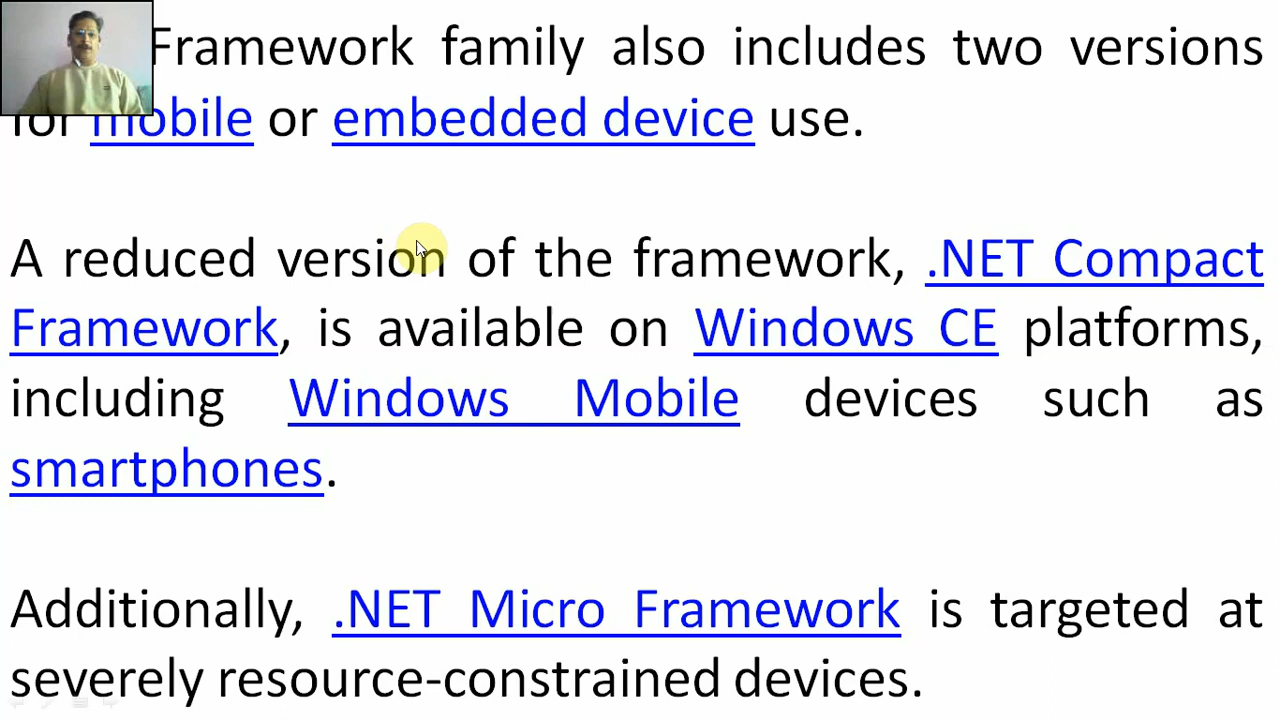 Framework family also includes two versions
for mobile or embedded device use.
A reduced version of the framework, .NET Compact
Framework, is available on Windows CE platforms,
including Windows Mobile devices such as
smartphones.
Additionally, .NET Micro Framework is targeted at
severely resource-constrained devices.